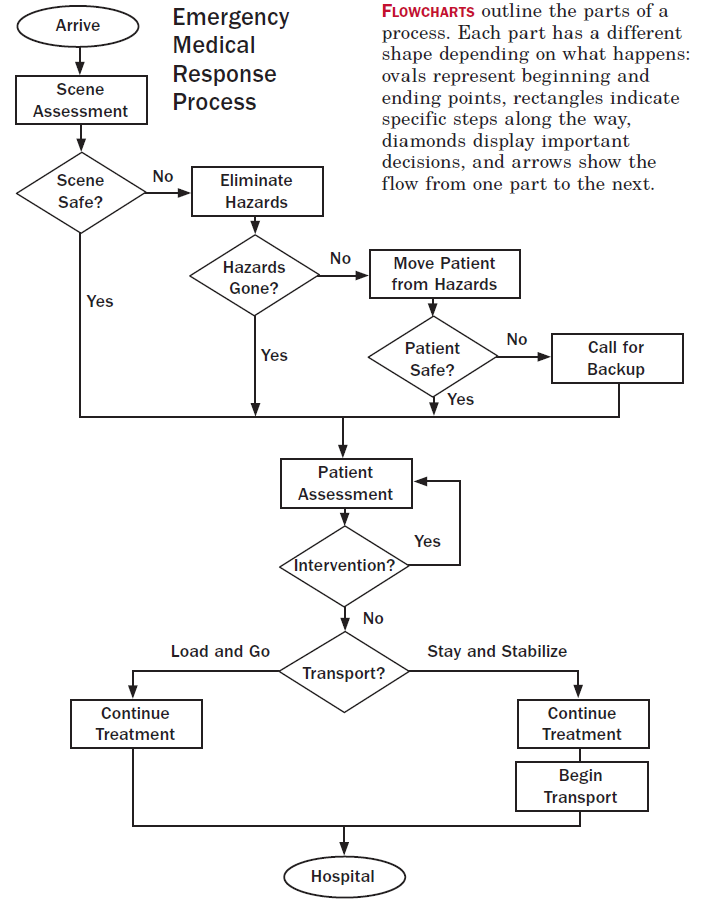 Emergency
Medical
Response
Process
FLOWCHARTS outline the parts of a
process. Each part has a different
shape depending on what happens:
ovals represent beginning and
ending points, rectangles indicate
specific steps along the way,
diamonds display important
decisions, and arrows show the
flow from one part to the next.
Arrive
Scene
Assessment
Scene
Safe?
No
Eliminate
Hazards
Yes
Hazards
Gone?
No
Move Patient
from Hazards
Yes
Patient
Safe?
No
Call for
Backup
Yes
Patient
Assessment
Intervention?
Yes
No
Transport?
Load and Go
Stay and Stabilize
Continue
Treatment
Continue
Treatment
Begin
Transport
Hospital